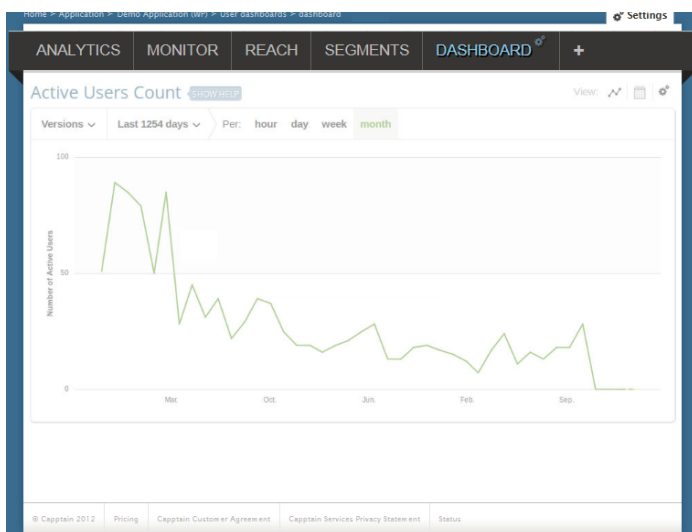 Home > Application > Demo Application (WP) > User dashboards > dashboard
Settings
ANALYTICS MONITOR REACH SEGMENTS DASHBOARD +
Active Users Count SHOW HELP View:
Versions Last 1254 days Per: hour day week month
100
Number of Active Users
50
0
Mar. Oct. Jun. Feb. Sep.
© Capptain 2012 Pricing Capptain Customer Agreement Capptain Services Privacy Statement Status